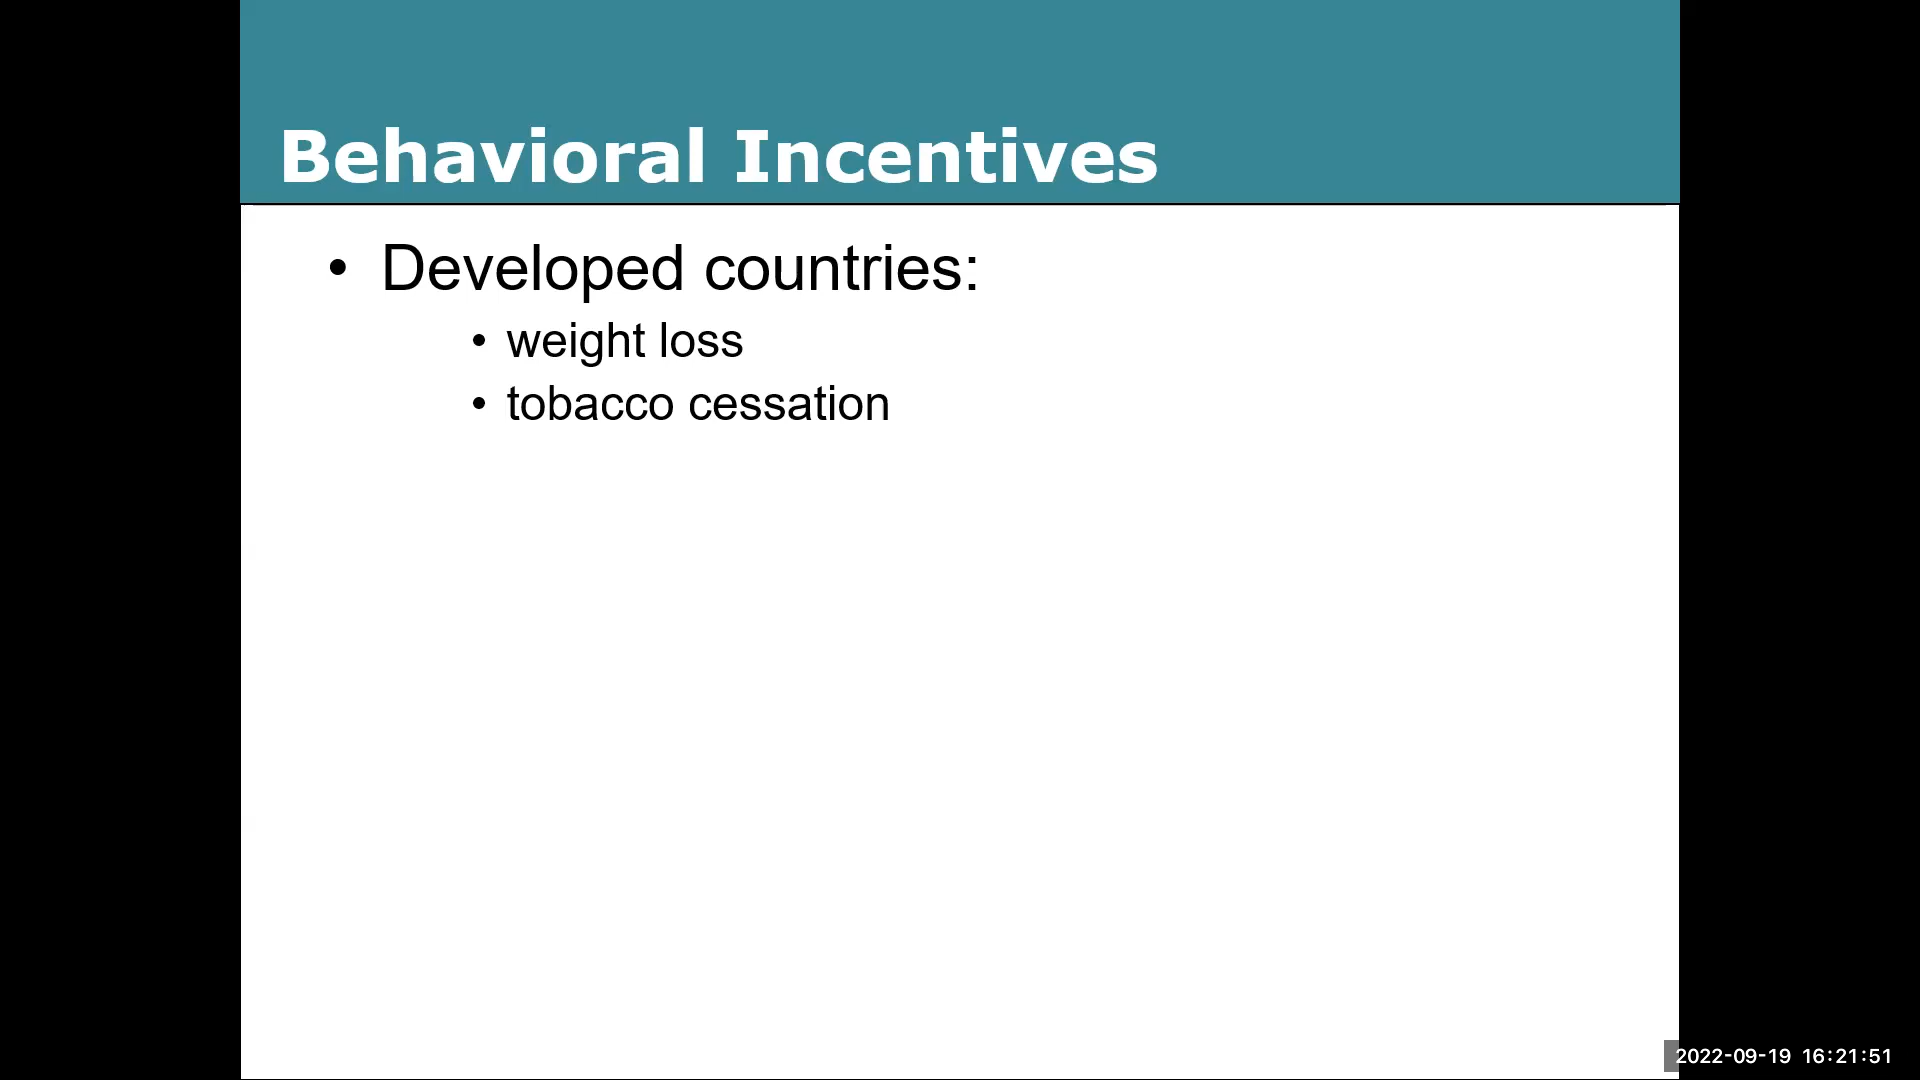 Behavioral Incentives
• Developed countries:
• weight loss
• tobacco cessation
2022-09-19 16:21:51